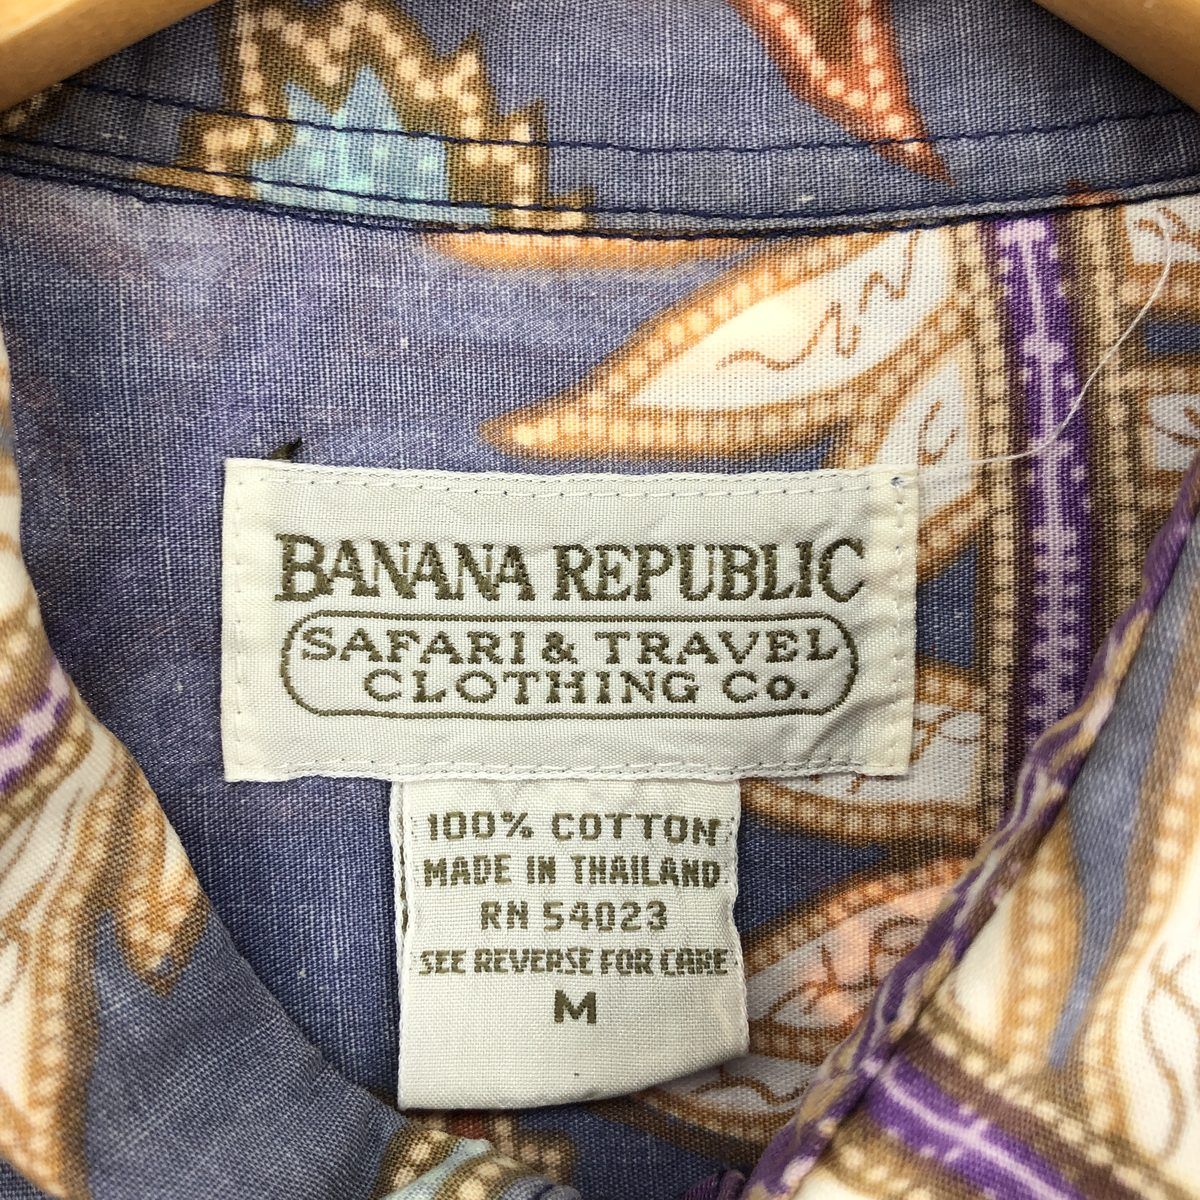 BANANA REPUBLIC
SAFARI & TRAVEL
CLOTHING Co.
100% COTTON
MADE IN THAILAND
RN 54023
SEE REVERSE FOR CARE
M